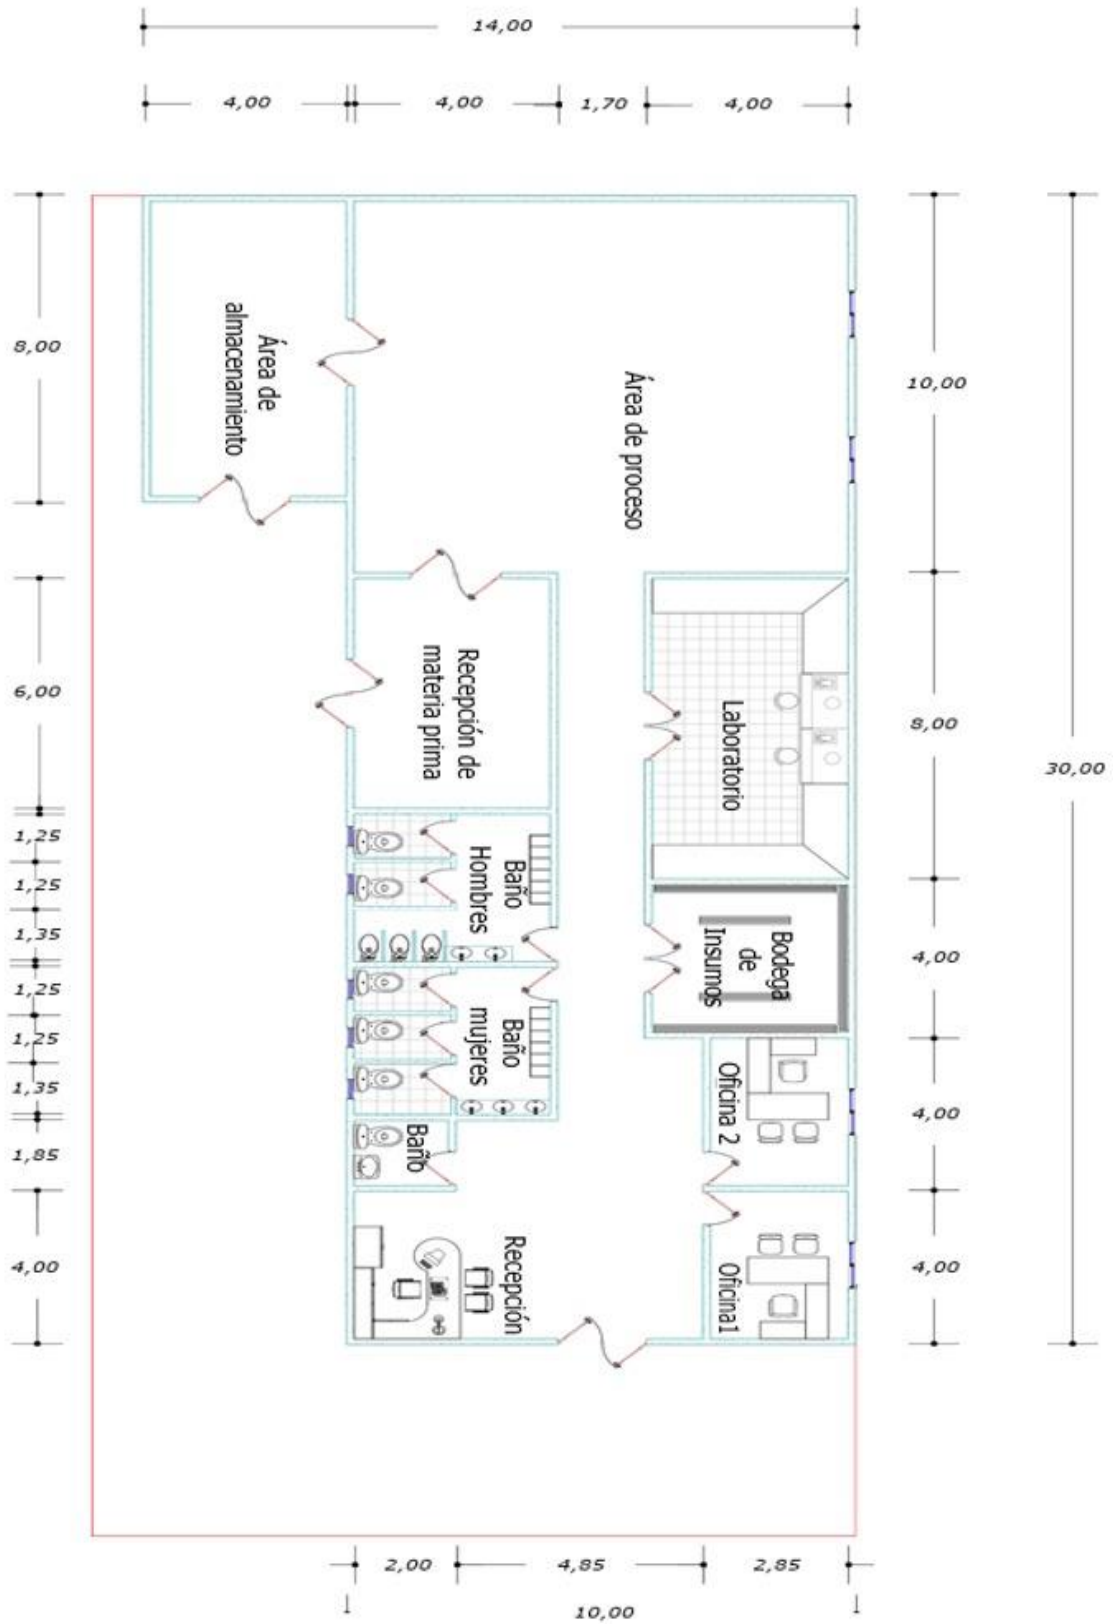 14,00
4,00
4,00
1,70
4,00
8,00
6,00
1,25
1,25
1,35
1,25
1,25
1,35
1,85
4,00
Área de
almacenamiento
Área de proceso
Recepción de
materia prima
Laboratorio
Baño
Hombres
Bodega
de
Insumos
Baño
mujeres
Oficina 2
Baño
Recepción
Oficina1
10,00
8,00
4,00
4,00
4,00
30,00
2,00
4,85
2,85
10,00